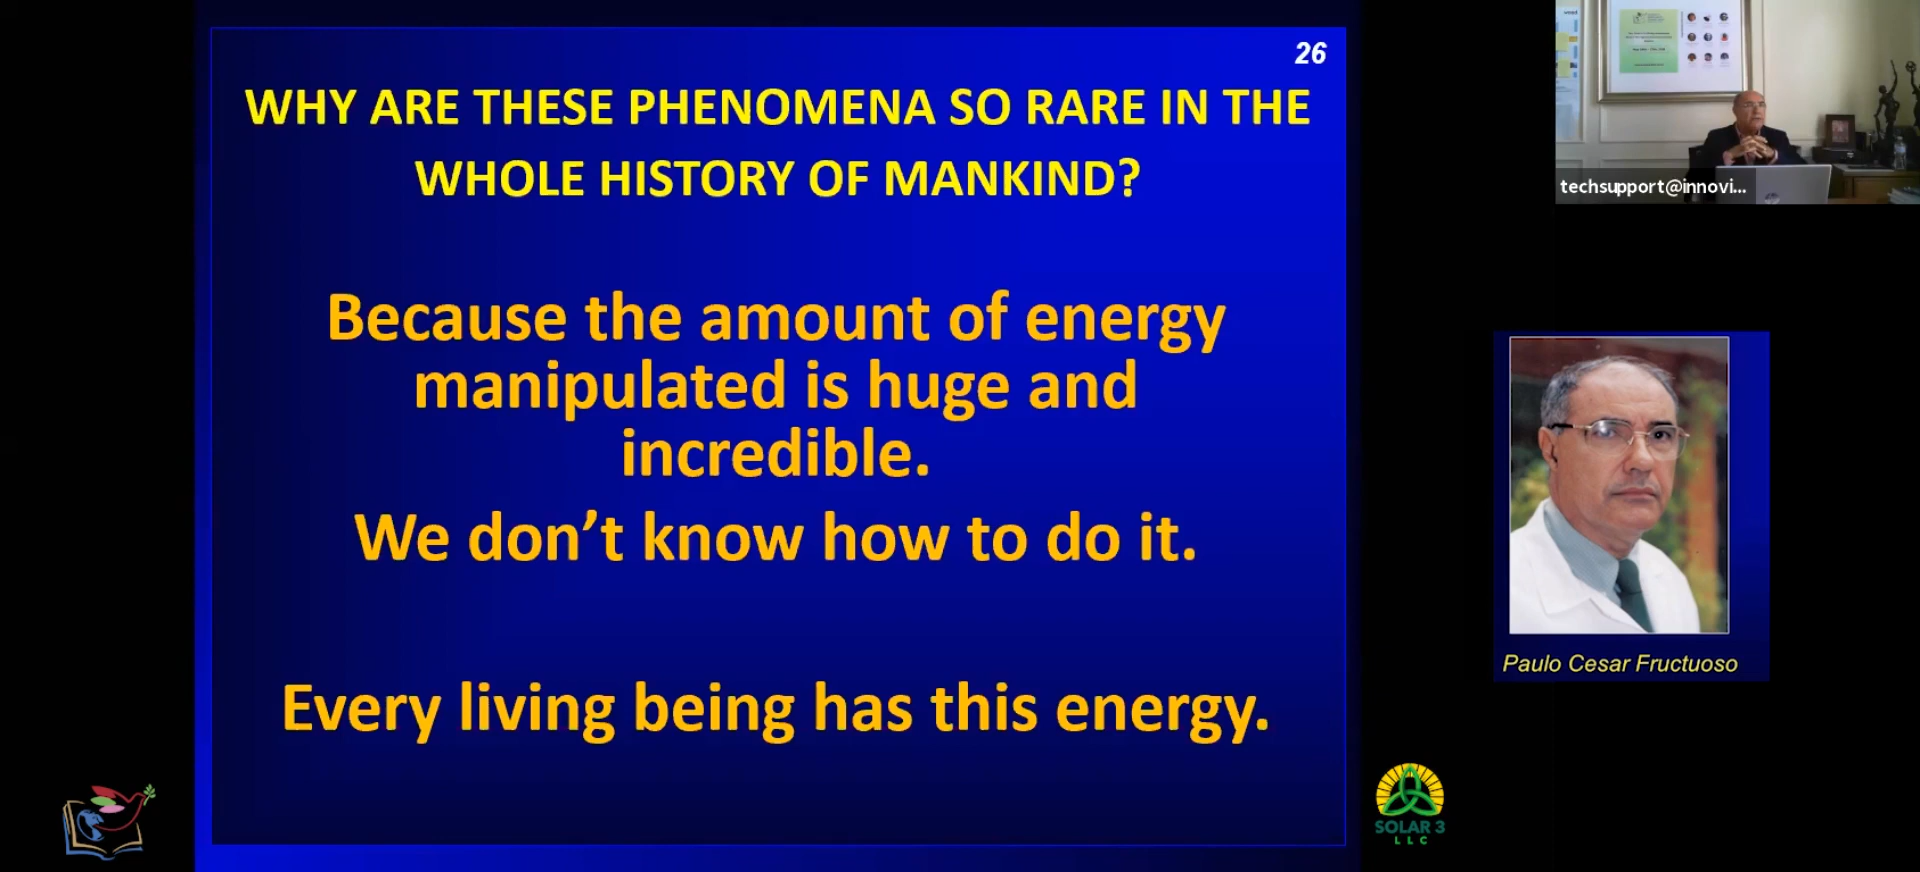 26
WHY ARE THESE PHENOMENA SO RARE IN THE
WHOLE HISTORY OF MANKIND?
Because the amount of energy
manipulated is huge and
incredible.
We don't know how to do it.
Every living being has this energy.
techsupport@innovi...
Paulo Cesar Fructuoso
SOLAR 3
LLC